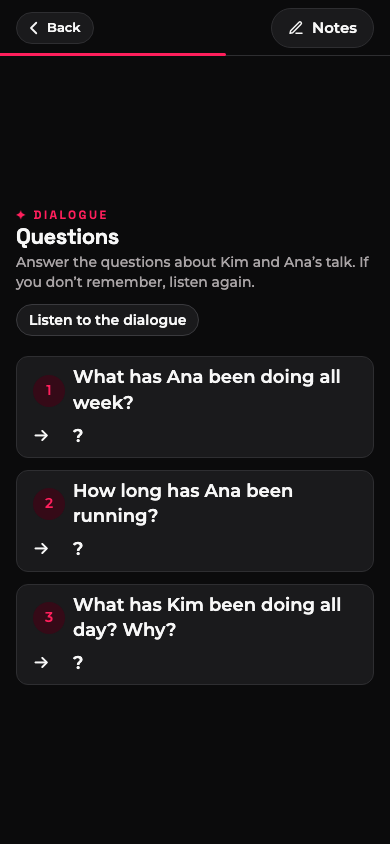 Back
Notes
DIALOGUE
Questions
Answer the questions about Kim and Ana’s talk. If
you don’t remember, listen again.
Listen to the dialogue
1
What has Ana been doing all
week?
→ ?
2
How long has Ana been
running?
→ ?
3
What has Kim been doing all
day? Why?
→ ?